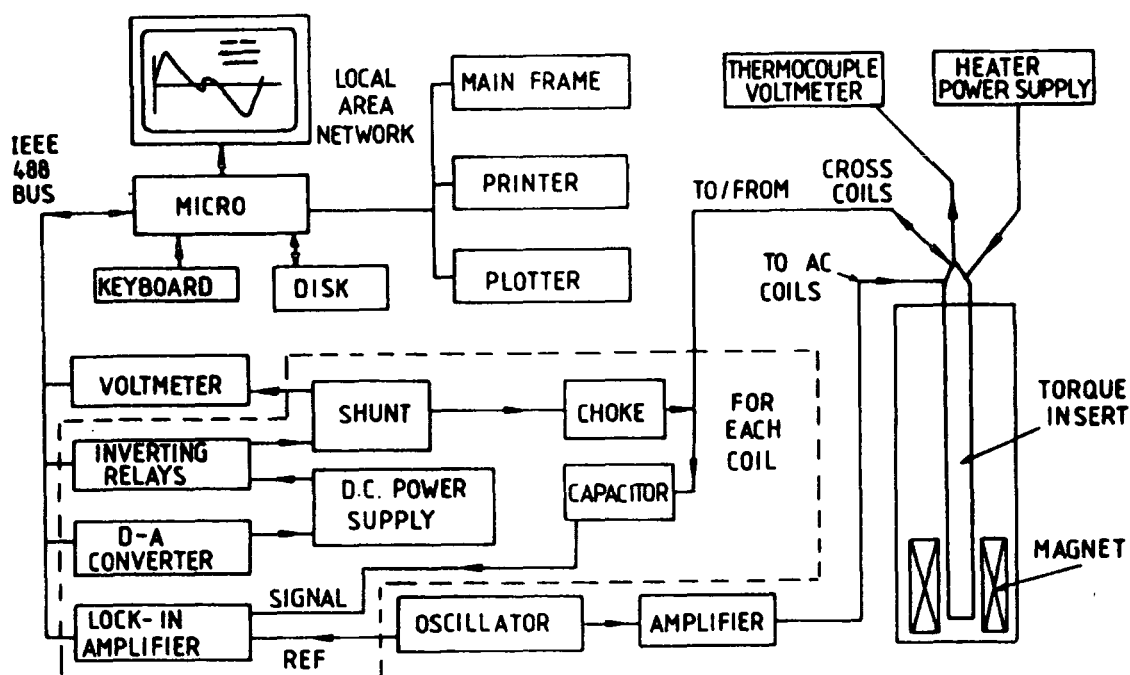 LOCAL
AREA
NETWORK
MAIN FRAME
THERMOCOUPLE
VOLTMETER
HEATER
POWER SUPPLY
IEEE
488
BUS
MICRO
PRINTER
TO/FROM
CROSS
COILS
KEYBOARD
DISK
PLOTTER
TO AC
COILS
VOLTMETER
SHUNT
CHOKE
FOR
EACH
COIL
TORQUE
INSERT
INVERTING
RELAYS
D.C. POWER
SUPPLY
CAPACITOR
D-A
CONVERTER
MAGNET
SIGNAL
LOCK-IN
AMPLIFIER
REF
OSCILLATOR
AMPLIFIER